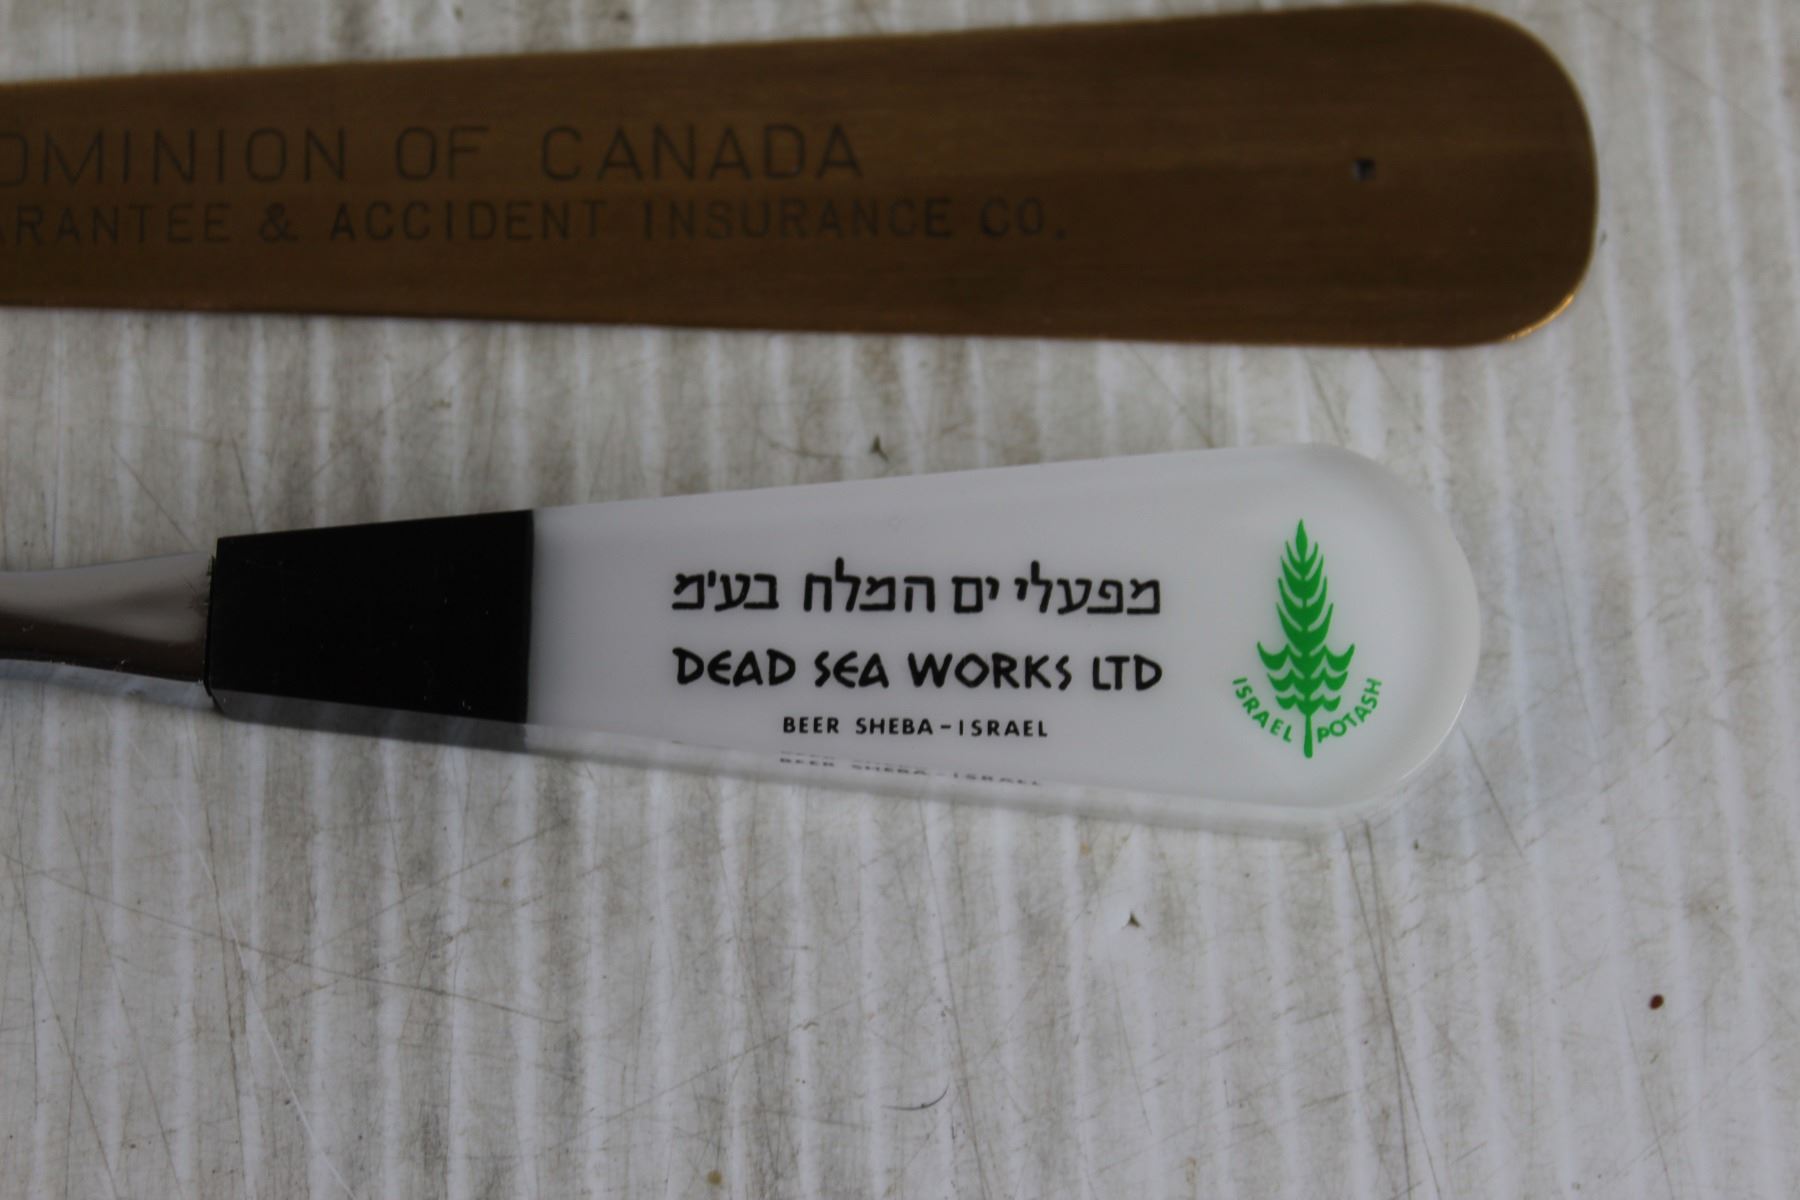 OMINION OF CANADA
ARANTEE & ACCIDENT INSURANCE CO.
מפעלי ים המלח בע'מ
DEAD SEA WORKS LTD
BEER SHEBA-ISRAEL
ISRAEL POTASH